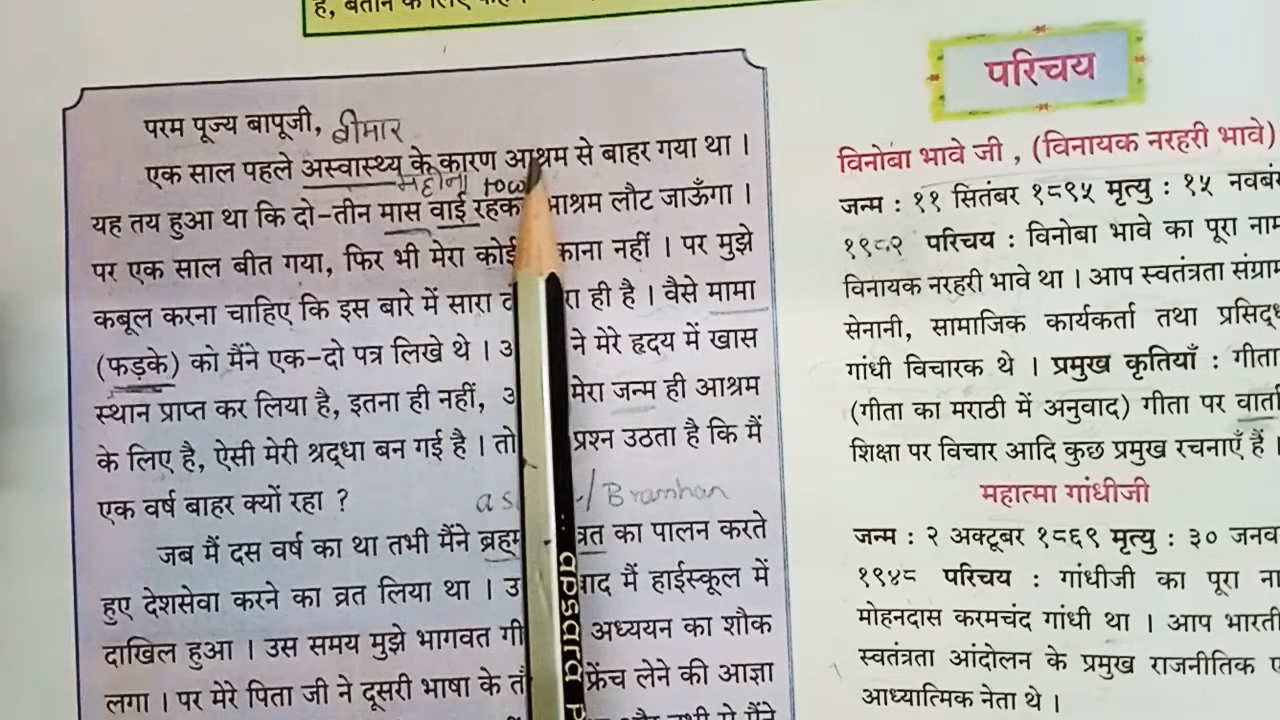 परम पूज्य बापूजी, बीमार
एक साल पहले अस्वास्थ्य के कारण आश्रम से बाहर गया था ।
महीना
यह तय हुआ था कि दो-तीन मास वाई रहक आश्रम लौट जाऊँगा ।
पर एक साल बीत गया, फिर भी मेरा कोई काना नहीं । पर मुझे
कबूल करना चाहिए कि इस बारे में सारा रा ही है । वैसे मामा
(फड़के) को मैंने एक-दो पत्र लिखे थे । ने मेरे हृदय में खास
स्थान प्राप्त कर लिया है, इतना ही नहीं, मेरा जन्म ही आश्रम
के लिए है, ऐसी मेरी श्रद्धा बन गई है । तो प्रश्न उठता है कि मैं
एक वर्ष बाहर क्यों रहा ?
Bramhan
जब मैं दस वर्ष का था तभी मैंने ब्रह्म व्रत का पालन करते
हुए देशसेवा करने का व्रत लिया था । उ बाद मैं हाईस्कूल में
दाखिल हुआ । उस समय मुझे भागवत गी अध्ययन का शौक
लगा । पर मेरे पिता जी ने दूसरी भाषा के तौ फ्रेंच लेने की आज्ञा
apsara
परिचय
विनोबा भावे जी , (विनायक नरहरी भावे)
जन्म : ११ सितंबर १८९५ मृत्यु : १५ नवंब
१९८२ परिचय : विनोबा भावे का पूरा नाम
विनायक नरहरी भावे था । आप स्वतंत्रता संग्राम
सेनानी, सामाजिक कार्यकर्ता तथा प्रसिद्ध
गांधी विचारक थे । प्रमुख कृतियाँ : गीता
(गीता का मराठी में अनुवाद) गीता पर वार्ता
शिक्षा पर विचार आदि कुछ प्रमुख रचनाएँ हैं ।
महात्मा गांधीजी
जन्म : २ अक्टूबर १८६९ मृत्यु : ३० जनव
१९४८ परिचय : गांधीजी का पूरा ना
मोहनदास करमचंद गांधी था । आप भारती
स्वतंत्रता आंदोलन के प्रमुख राजनीतिक ए
आध्यात्मिक नेता थे ।